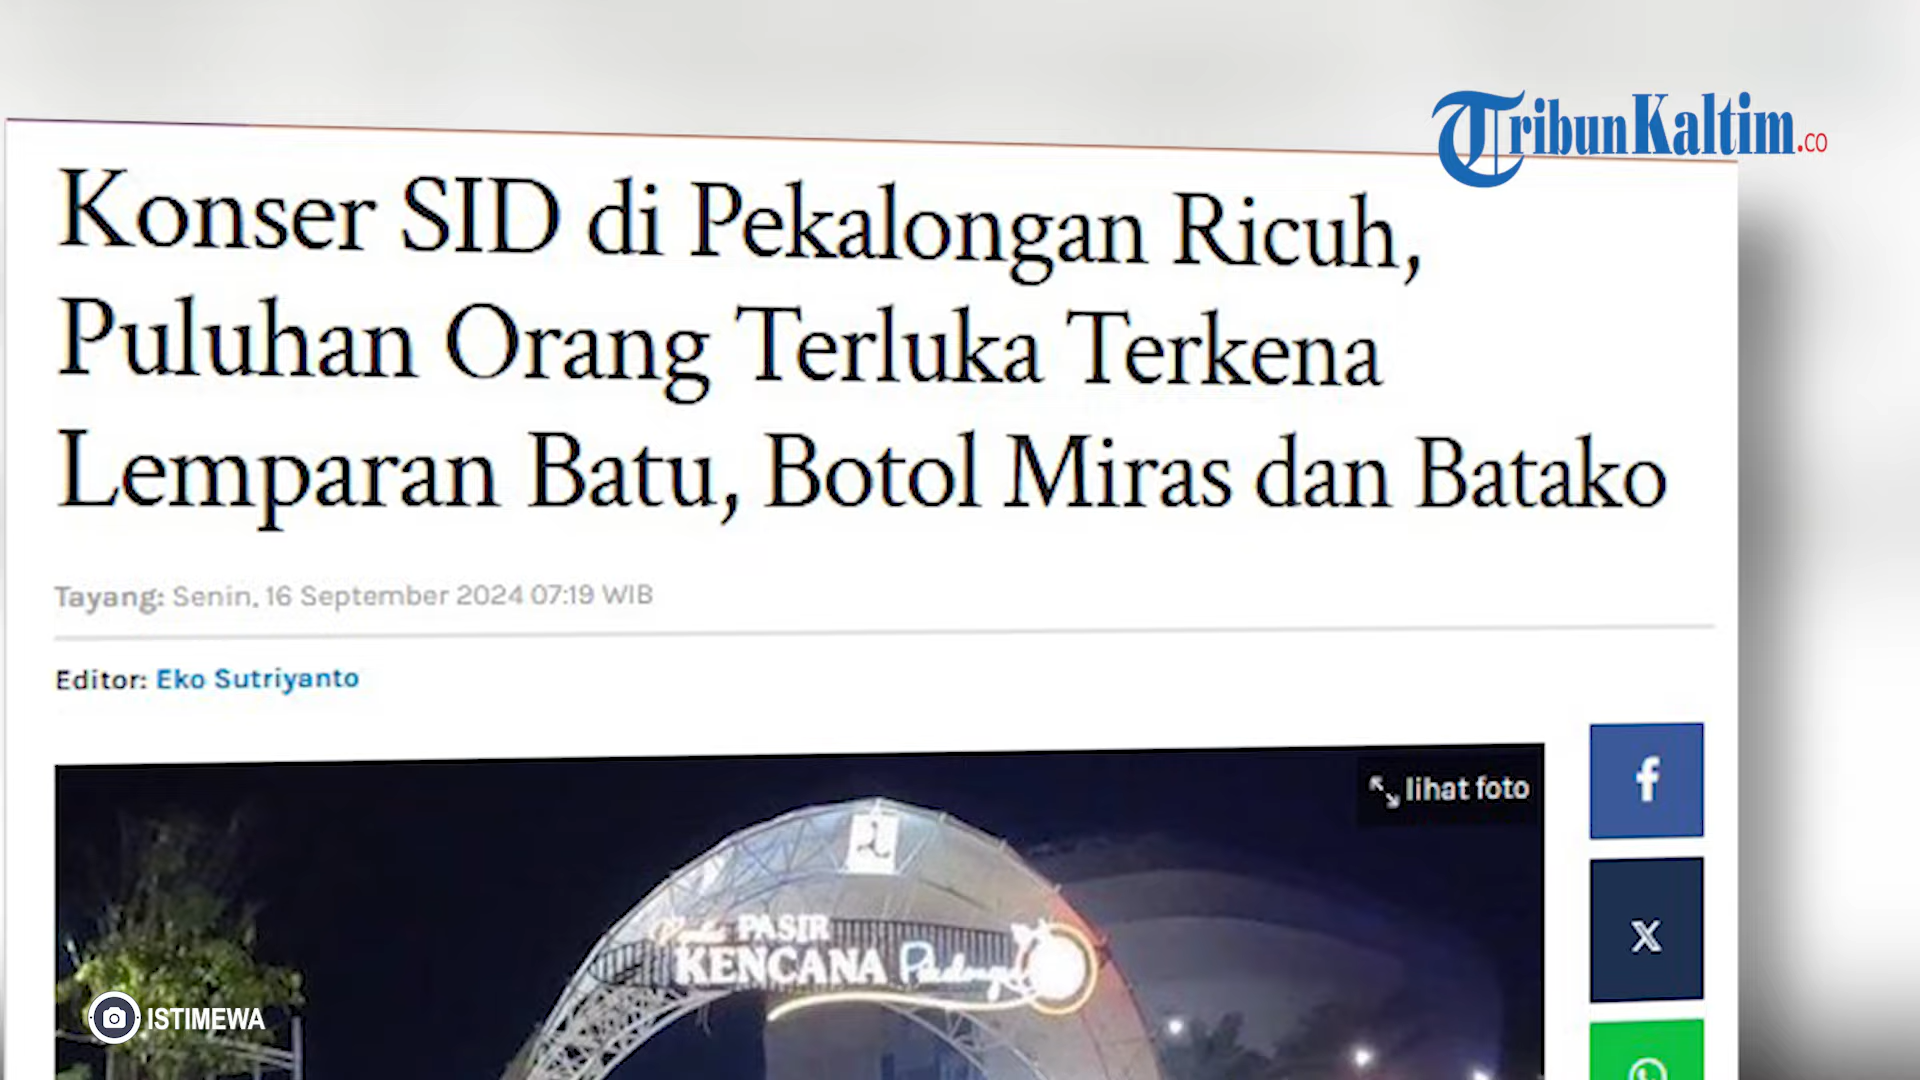 TribunKaltim.co
Konser SID di Pekalongan Ricuh,
Puluhan Orang Terluka Terkena
Lemparan Batu, Botol Miras dan Batako
Tayang: Senin, 16 September 2024 07:19 WIB
Editor: Eko Sutriyanto
lihat foto
PASIR
KENCANA
ISTIMEWA